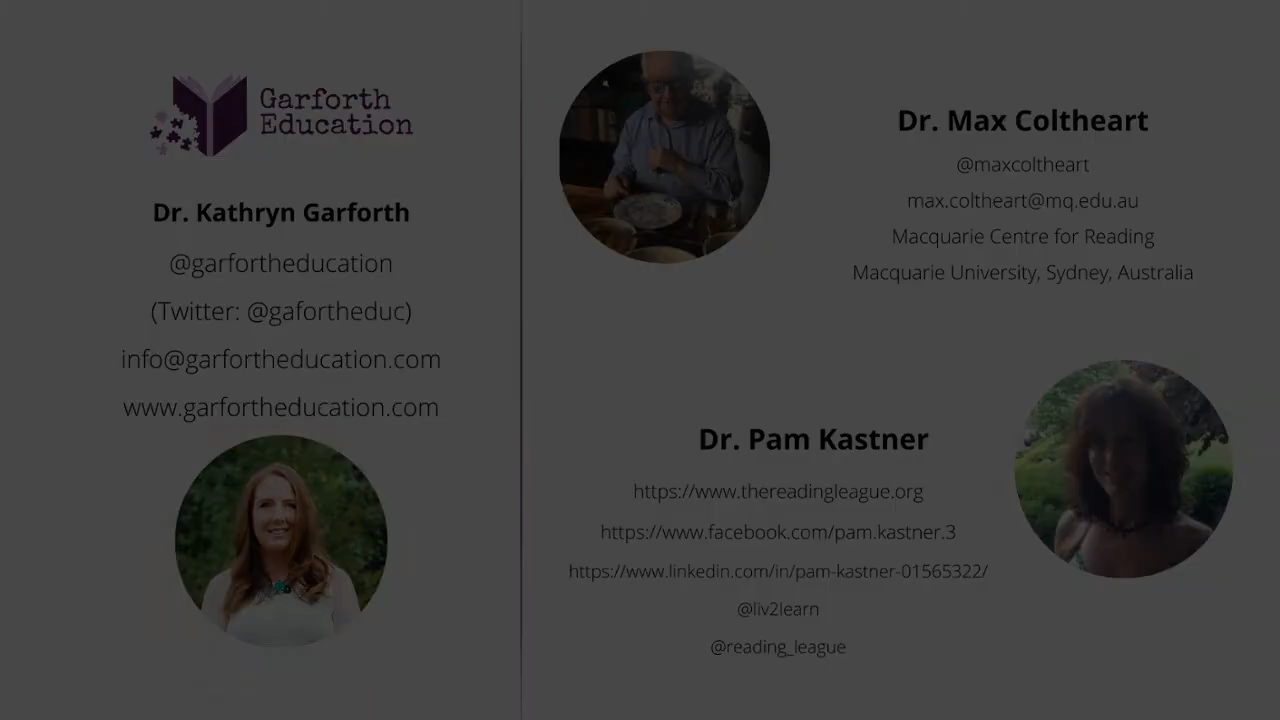 Garforth
Education
Dr. Kathryn Garforth
@garfortheducation
(Twitter: @gafortheduc)
info@garfortheducation.com
www.garfortheducation.com
Dr. Max Coltheart
@maxcoltheart
max.coltheart@mq.edu.au
Macquarie Centre for Reading
Macquarie University, Sydney, Australia
Dr. Pam Kastner
https://www.thereadingleague.org
https://www.facebook.com/pam.kastner.3
https://www.linkedin.com/in/pam-kastner-01565322/
@liv2learn
@reading_league